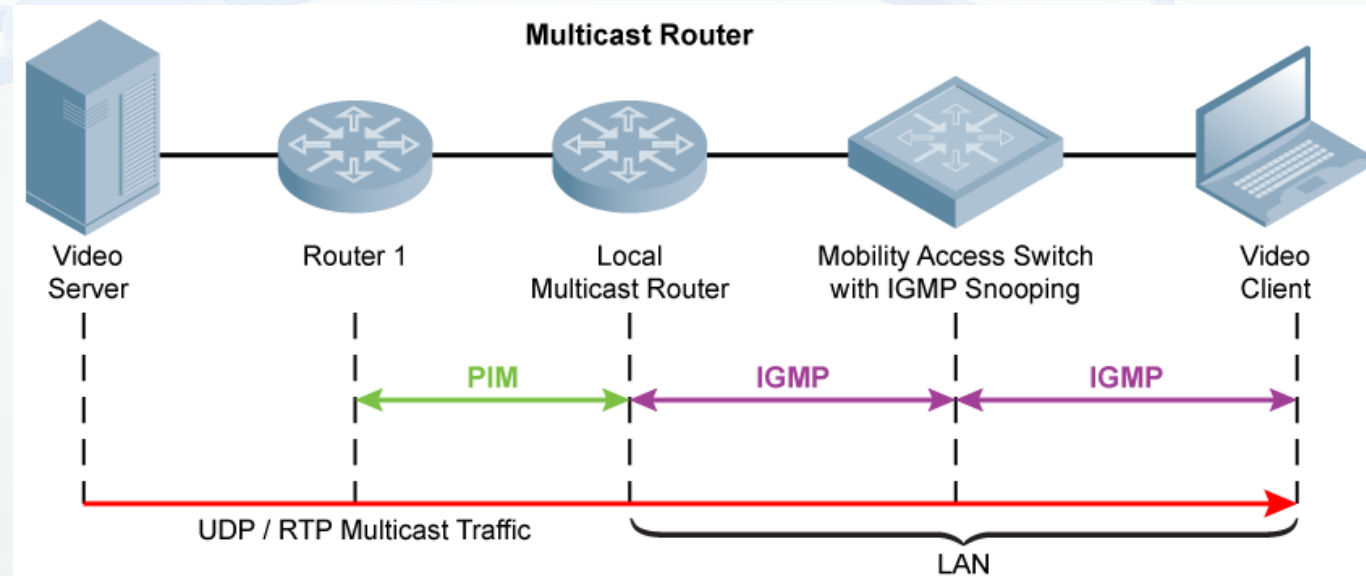 Multicast Router
Video
Server
Router 1
Local
Multicast Router
Mobility Access Switch
with IGMP Snooping
Video
Client
PIM
IGMP
IGMP
UDP / RTP Multicast Traffic
LAN